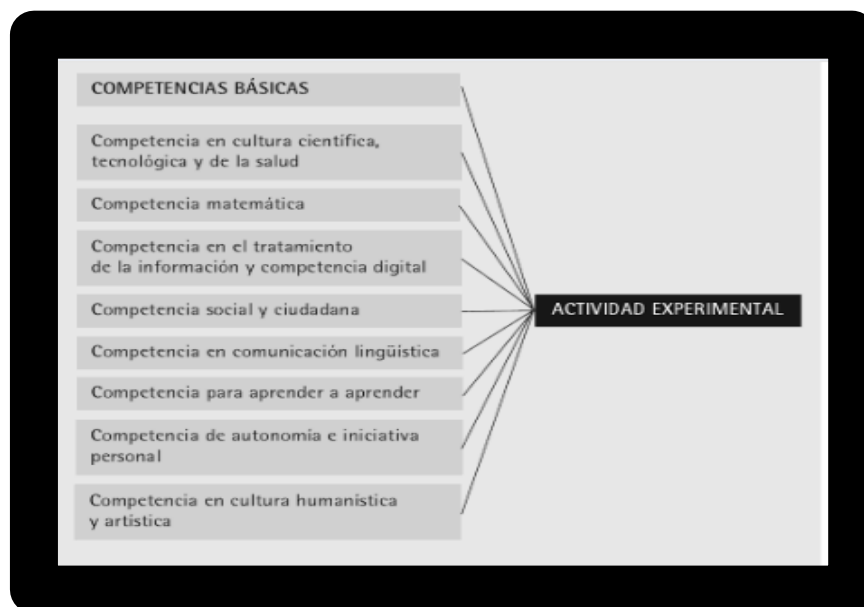 COMPETENCIAS BÁSICAS
Competencia en cultura científica,
tecnológica y de la salud
Competencia matemática
Competencia en el tratamiento
de la información y competencia digital
Competencia social y ciudadana
Competencia en comunicación lingüística
Competencia para aprender a aprender
Competencia de autonomía e iniciativa
personal
Competencia en cultura humanística
y artística
ACTIVIDAD EXPERIMENTAL